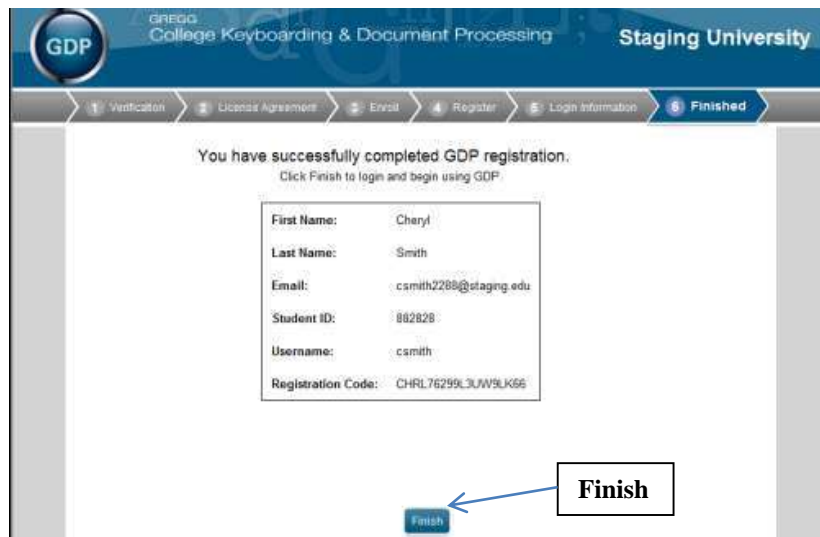 GREGG
College Keyboarding & Document Processing
GDP
Staging University
1 Verification 2 License Agreement 3 Enroll 4 Register 5 Login Information 6 Finished
You have successfully completed GDP registration.
Click Finish to login and begin using GDP
First Name: Cheryl
Last Name: Smith
Email: csmith2288@staging.edu
Student ID: 882828
Username: csmith
Registration Code: CHRL76299L3UW9LK66
Finish
Finish